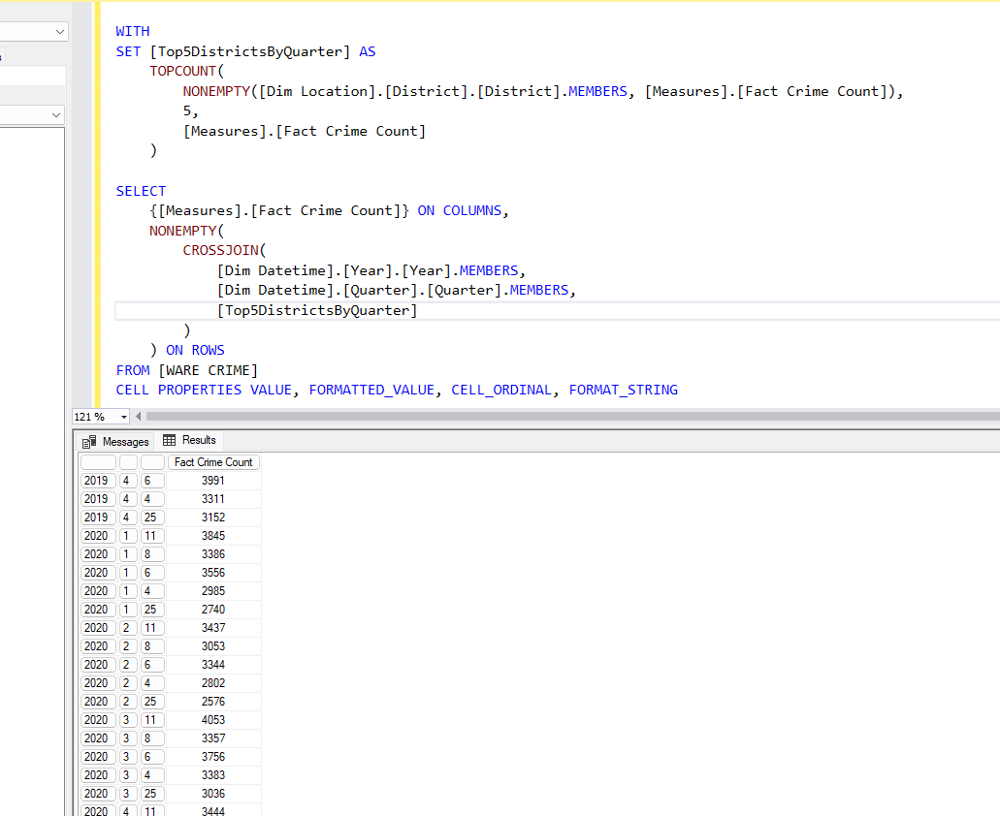 WITH
SET [Top5DistrictsByQuarter] AS
TOPCOUNT(
NONEMPTY([Dim Location].[District].[District].MEMBERS, [Measures].[Fact Crime Count]),
5,
[Measures].[Fact Crime Count]
)
SELECT
{[Measures].[Fact Crime Count]} ON COLUMNS,
NONEMPTY(
CROSSJOIN(
[Dim Datetime].[Year].[Year].MEMBERS,
[Dim Datetime].[Quarter].[Quarter].MEMBERS,
[Top5DistrictsByQuarter]
)
) ON ROWS
FROM [WARE CRIME]
CELL PROPERTIES VALUE, FORMATTED_VALUE, CELL_ORDINAL, FORMAT_STRING
121 %
Messages Results
Fact Crime Count
2019 4 6 3991
2019 4 4 3311
2019 4 25 3152
2020 1 11 3845
2020 1 8 3386
2020 1 6 3556
2020 1 4 2985
2020 1 25 2740
2020 2 11 3437
2020 2 8 3053
2020 2 6 3344
2020 2 4 2802
2020 2 25 2576
2020 3 11 4053
2020 3 8 3357
2020 3 6 3756
2020 3 4 3383
2020 3 25 3036
2020 4 11 3444